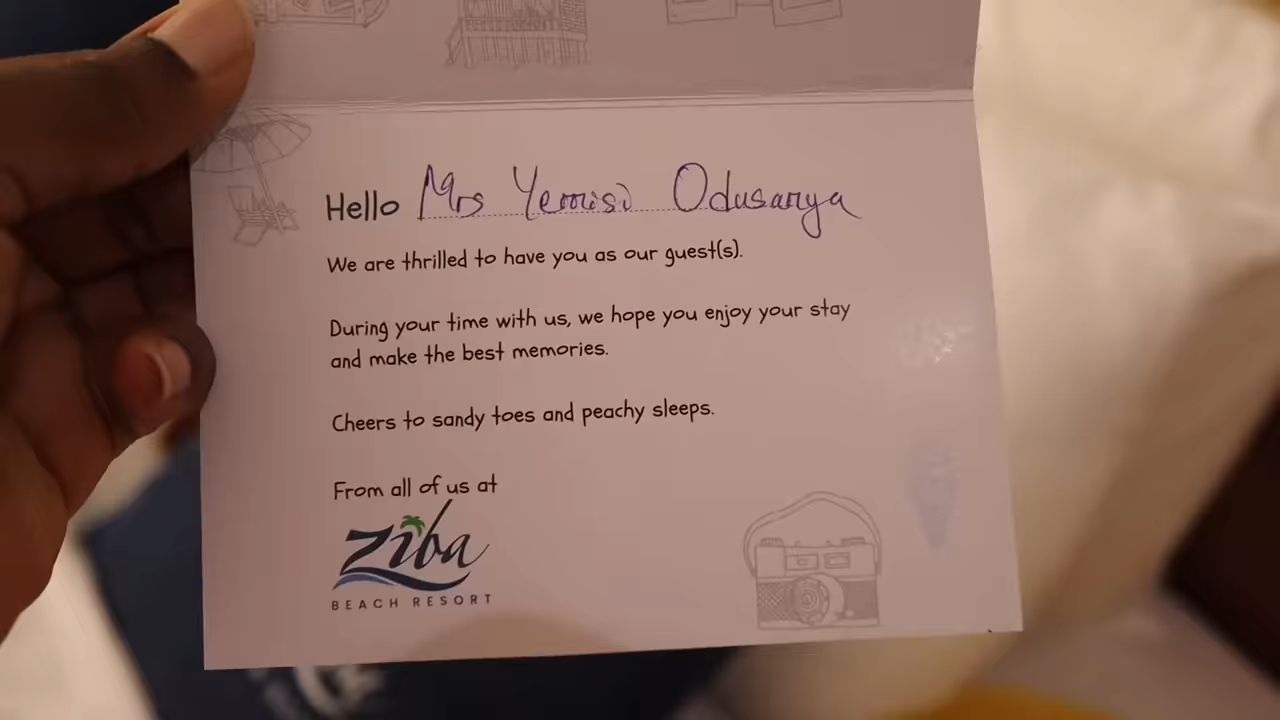 Hello Mrs Yemisi Odusanya
We are thrilled to have you as our guest(s).
During your time with us, we hope you enjoy your stay
and make the best memories.
Cheers to sandy toes and peachy sleeps.
From all of us at
Ziba
BEACH RESORT